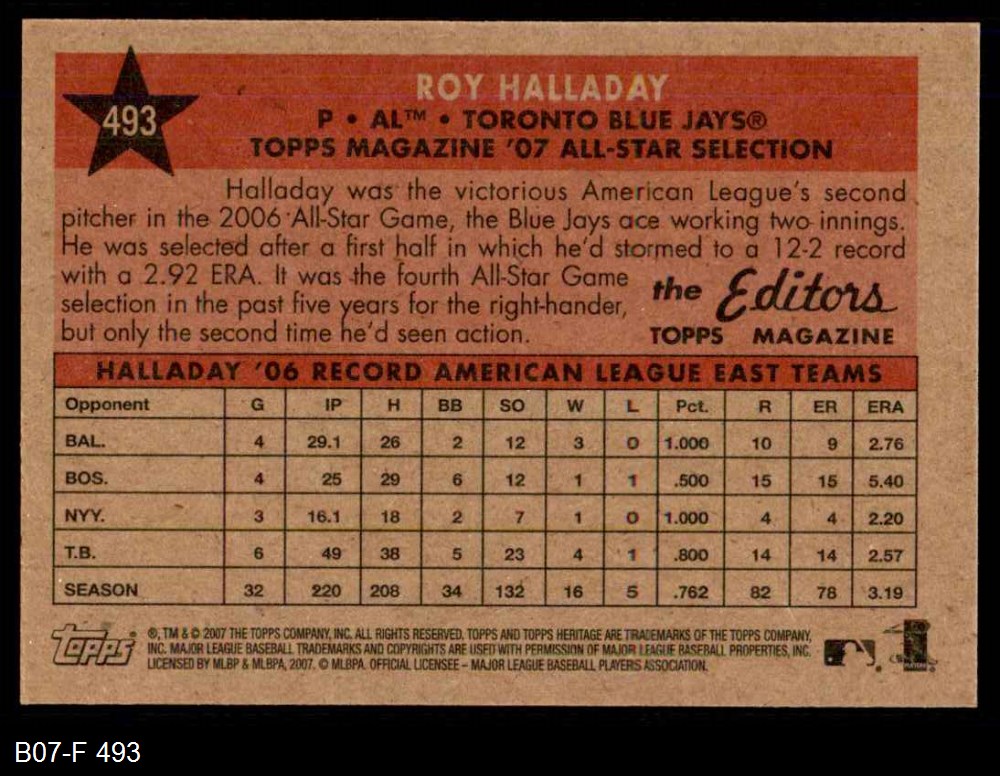 493
ROY HALLADAY
P • AL™ • TORONTO BLUE JAYS®
TOPPS MAGAZINE '07 ALL-STAR SELECTION
Halladay was the victorious American League's second
pitcher in the 2006 All-Star Game, the Blue Jays ace working two innings.
He was selected after a first half in which he'd stormed to a 12-2 record
with a 2.92 ERA. It was the fourth All-Star Game
selection in the past five years for the right-hander,
but only the second time he'd seen action.
the Editors
TOPPS MAGAZINE
HALLADAY '06 RECORD AMERICAN LEAGUE EAST TEAMS
Opponent G IP H BB SO W L Pct. R ER ERA
BAL. 4 29.1 26 2 12 3 0 1.000 10 9 2.76
BOS. 4 25 29 6 12 1 1 .500 15 15 5.40
NYY. 3 16.1 18 2 7 1 0 1.000 4 4 2.20
T.B. 6 49 38 5 23 4 1 .800 14 14 2.57
SEASON 32 220 208 34 132 16 5 .762 82 78 3.19
Topps
®, TM & © 2007 THE TOPPS COMPANY, INC. ALL RIGHTS RESERVED. TOPPS AND TOPPS HERITAGE ARE TRADEMARKS OF THE TOPPS COMPANY,
INC. MAJOR LEAGUE BASEBALL TRADEMARKS AND COPYRIGHTS ARE USED WITH PERMISSION OF MAJOR LEAGUE BASEBALL PROPERTIES, INC.
LICENSED BY MLBP & MLBPA, 2007. © MLBPA. OFFICIAL LICENSEE – MAJOR LEAGUE BASEBALL PLAYERS ASSOCIATION.
B07-F 493